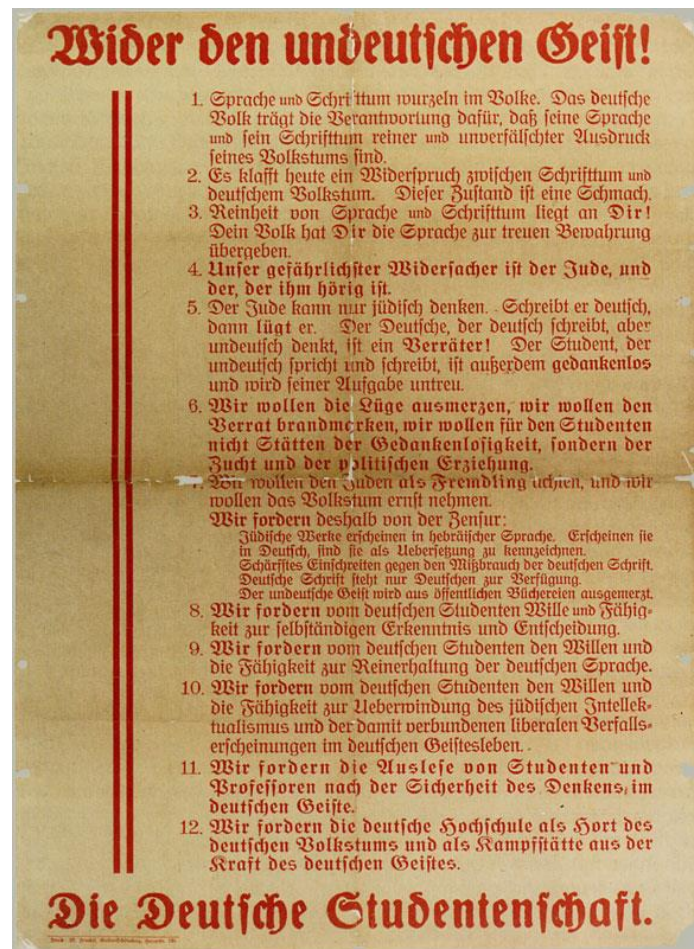 Wider den undeutschen Geist!
1. Sprache und Schrifttum wurzeln im Volke. Das deutsche
Volk trägt die Verantwortung dafür, daß seine Sprache
und sein Schrifttum reiner und unverfälschter Ausdruck
seines Volkstums sind.
2. Es klafft heute ein Widerspruch zwischen Schrifttum und
deutschem Volkstum. Dieser Zustand ist eine Schmach.
3. Reinheit von Sprache und Schrifttum liegt an Dir!
Dein Volk hat Dir die Sprache zur treuen Bewahrung
übergeben.
4. Unser gefährlichster Widersacher ist der Jude, und
der, der ihm hörig ist.
5. Der Jude kann nur jüdisch denken. Schreibt er deutsch,
dann lügt er. Der Deutsche, der deutsch schreibt, aber
undeutsch denkt, ist ein Verräter! Der Student, der
undeutsch spricht und schreibt, ist außerdem gedankenlos
und wird seiner Aufgabe untreu.
6. Wir wollen die Lüge ausmerzen, wir wollen den
Verrat brandmarken, wir wollen für den Studenten
nicht Stätten der Gedankenlosigkeit, sondern der
Zucht und der politischen Erziehung.
7. Wir wollen den Juden als Fremdling achten, und wir
wollen das Volkstum ernst nehmen.
Wir fordern deshalb von der Zensur:
Jüdische Werke erscheinen in hebräischer Sprache. Erscheinen sie
in Deutsch, sind sie als Uebersetzung zu kennzeichnen.
Schärfstes Einschreiten gegen den Mißbrauch der deutschen Schrift.
Deutsche Schrift steht nur Deutschen zur Verfügung.
Der undeutsche Geist wird aus öffentlichen Büchereien ausgemerzt.
8. Wir fordern vom deutschen Studenten Wille und Fähig-
keit zur selbständigen Erkenntnis und Entscheidung.
9. Wir fordern vom deutschen Studenten den Willen und
die Fähigkeit zur Reinerhaltung der deutschen Sprache.
10. Wir fordern vom deutschen Studenten den Willen und
die Fähigkeit zur Ueberwindung des jüdischen Intellek-
tualismus und der damit verbundenen liberalen Verfalls-
erscheinungen im deutschen Geistesleben.
11. Wir fordern die Auslese von Studenten und
Professoren nach der Sicherheit des Denkens im
deutschen Geiste.
12. Wir fordern die deutsche Hochschule als Hort des
deutschen Volkstums und als Kampfstätte aus der
Kraft des deutschen Geistes.
Die Deutsche Studentenschaft.